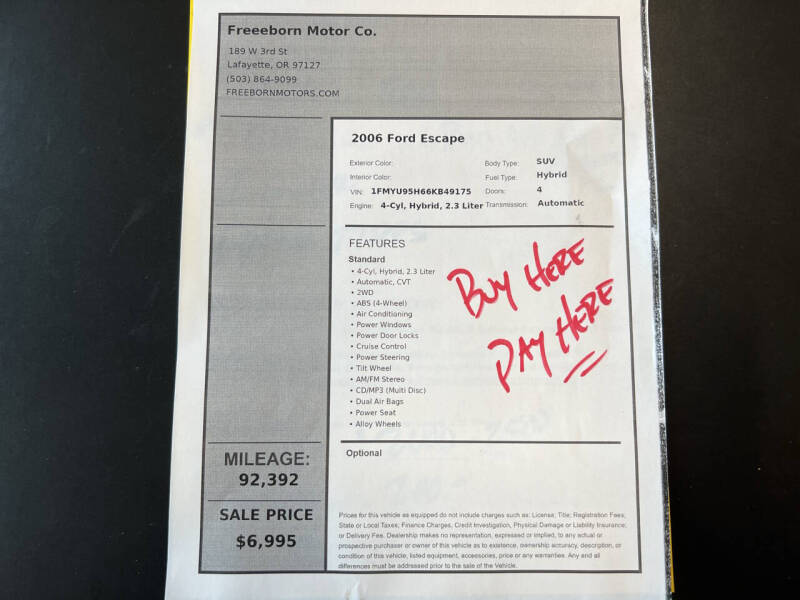 Freeeborn Motor Co.
189 W 3rd St
Lafayette, OR 97127
(503) 864-9099
FREEBORNMOTORS.COM
2006 Ford Escape
Exterior Color:
Body Type: SUV
Interior Color:
Fuel Type: Hybrid
VIN: 1FMYU95H66KB49175
Doors: 4
Engine: 4-Cyl, Hybrid, 2.3 Liter
Transmission: Automatic
FEATURES
Standard
• 4-Cyl, Hybrid, 2.3 Liter
• Automatic, CVT
• 2WD
• ABS (4-Wheel)
• Air Conditioning
• Power Windows
• Power Door Locks
• Cruise Control
• Power Steering
• Tilt Wheel
• AM/FM Stereo
• CD/MP3 (Multi Disc)
• Dual Air Bags
• Power Seat
• Alloy Wheels
BUY HERE
PAY HERE
MILEAGE:
92,392
SALE PRICE
$6,995
Optional
Prices for this vehicle as equipped do not include charges such as: License; Title; Registration Fees;
State or Local Taxes; Finance Charges, Credit Investigation, Physical Damage or Liability Insurance;
or Delivery Fee. Dealership makes no representation, expressed or implied, to any actual or
prospective purchaser or owner of this vehicle as to existence, ownership accuracy, description, or
condition of this vehicle, listed equipment, accessories, price or any warranties. Any and all
differences must be addressed prior to the sale of the Vehicle.